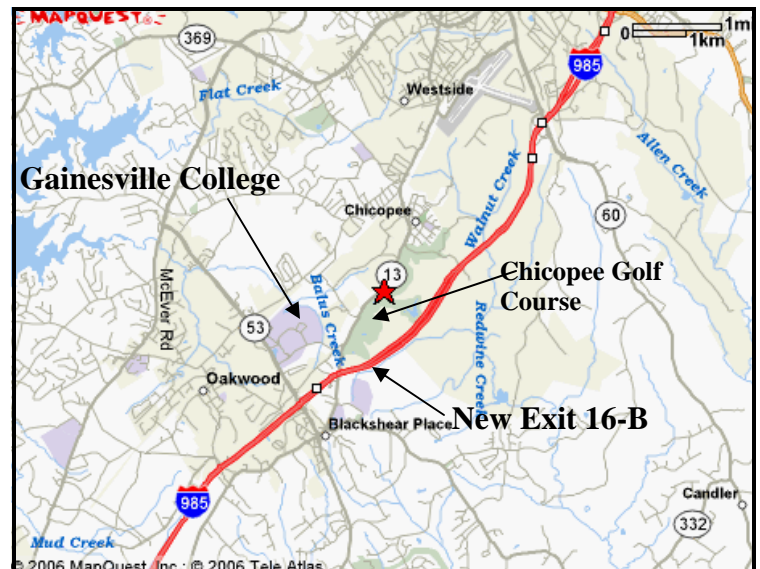 MAPQUEST
0 1mi
1km
369
985
Flat Creek
Westside
Allen Creek
Gainesville College
Walnut Creek
Chicopee
60
13
Chicopee Golf
Course
McEver Rd
Balus Creek
Redwine Creek
53
Oakwood
New Exit 16-B
Blackshear Place
985
Candler
332
Mud Creek
© 2006 MapQuest, Inc.; © 2006 Tele Atlas